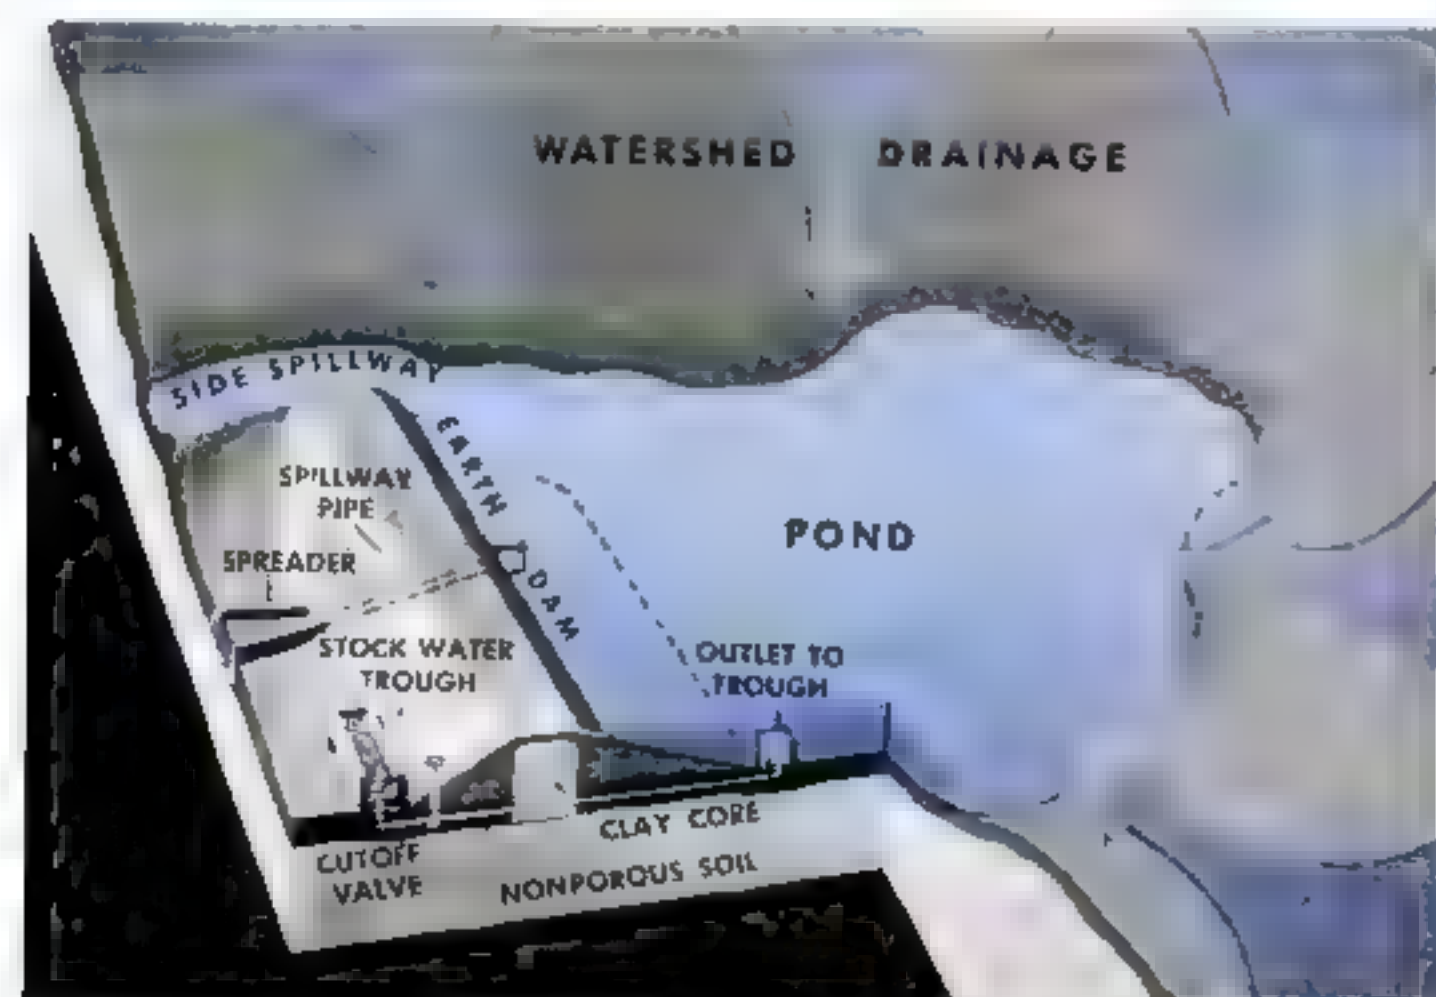 WATERSHED DRAINAGE
SIDE SPILLWAY
EARTH DAM
SPILLWAY
PIPE
SPREADER
POND
STOCK WATER
TROUGH
OUTLET TO
TROUGH
CLAY CORE
CUTOFF
VALVE
NONPOROUS SOIL